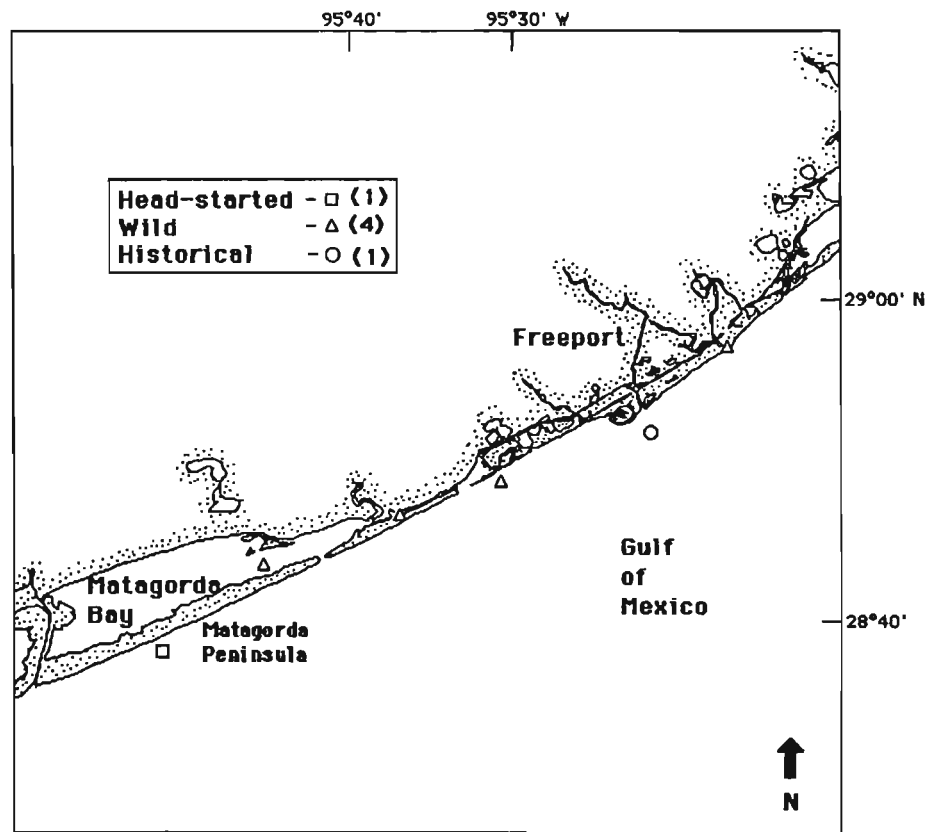 95°40' 95°30' W
Head-started - □ (1)
Wild - △ (4)
Historical - ○ (1)
29°00' N
Freeport
Gulf
of
Mexico
Matagorda
Bay
28°40'
Matagorda
Peninsula
N